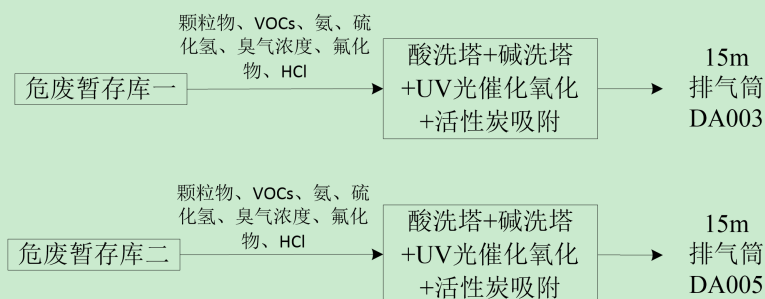 颗粒物、VOCs、氨、硫
化氢、臭气浓度、氟化
物、HCl
危废暂存库一
酸洗塔+碱洗塔
+UV光催化氧化
+活性炭吸附
15m
排气筒
DA003
颗粒物、VOCs、氨、硫
化氢、臭气浓度、氟化
物、HCl
危废暂存库二
酸洗塔+碱洗塔
+UV光催化氧化
+活性炭吸附
15m
排气筒
DA005